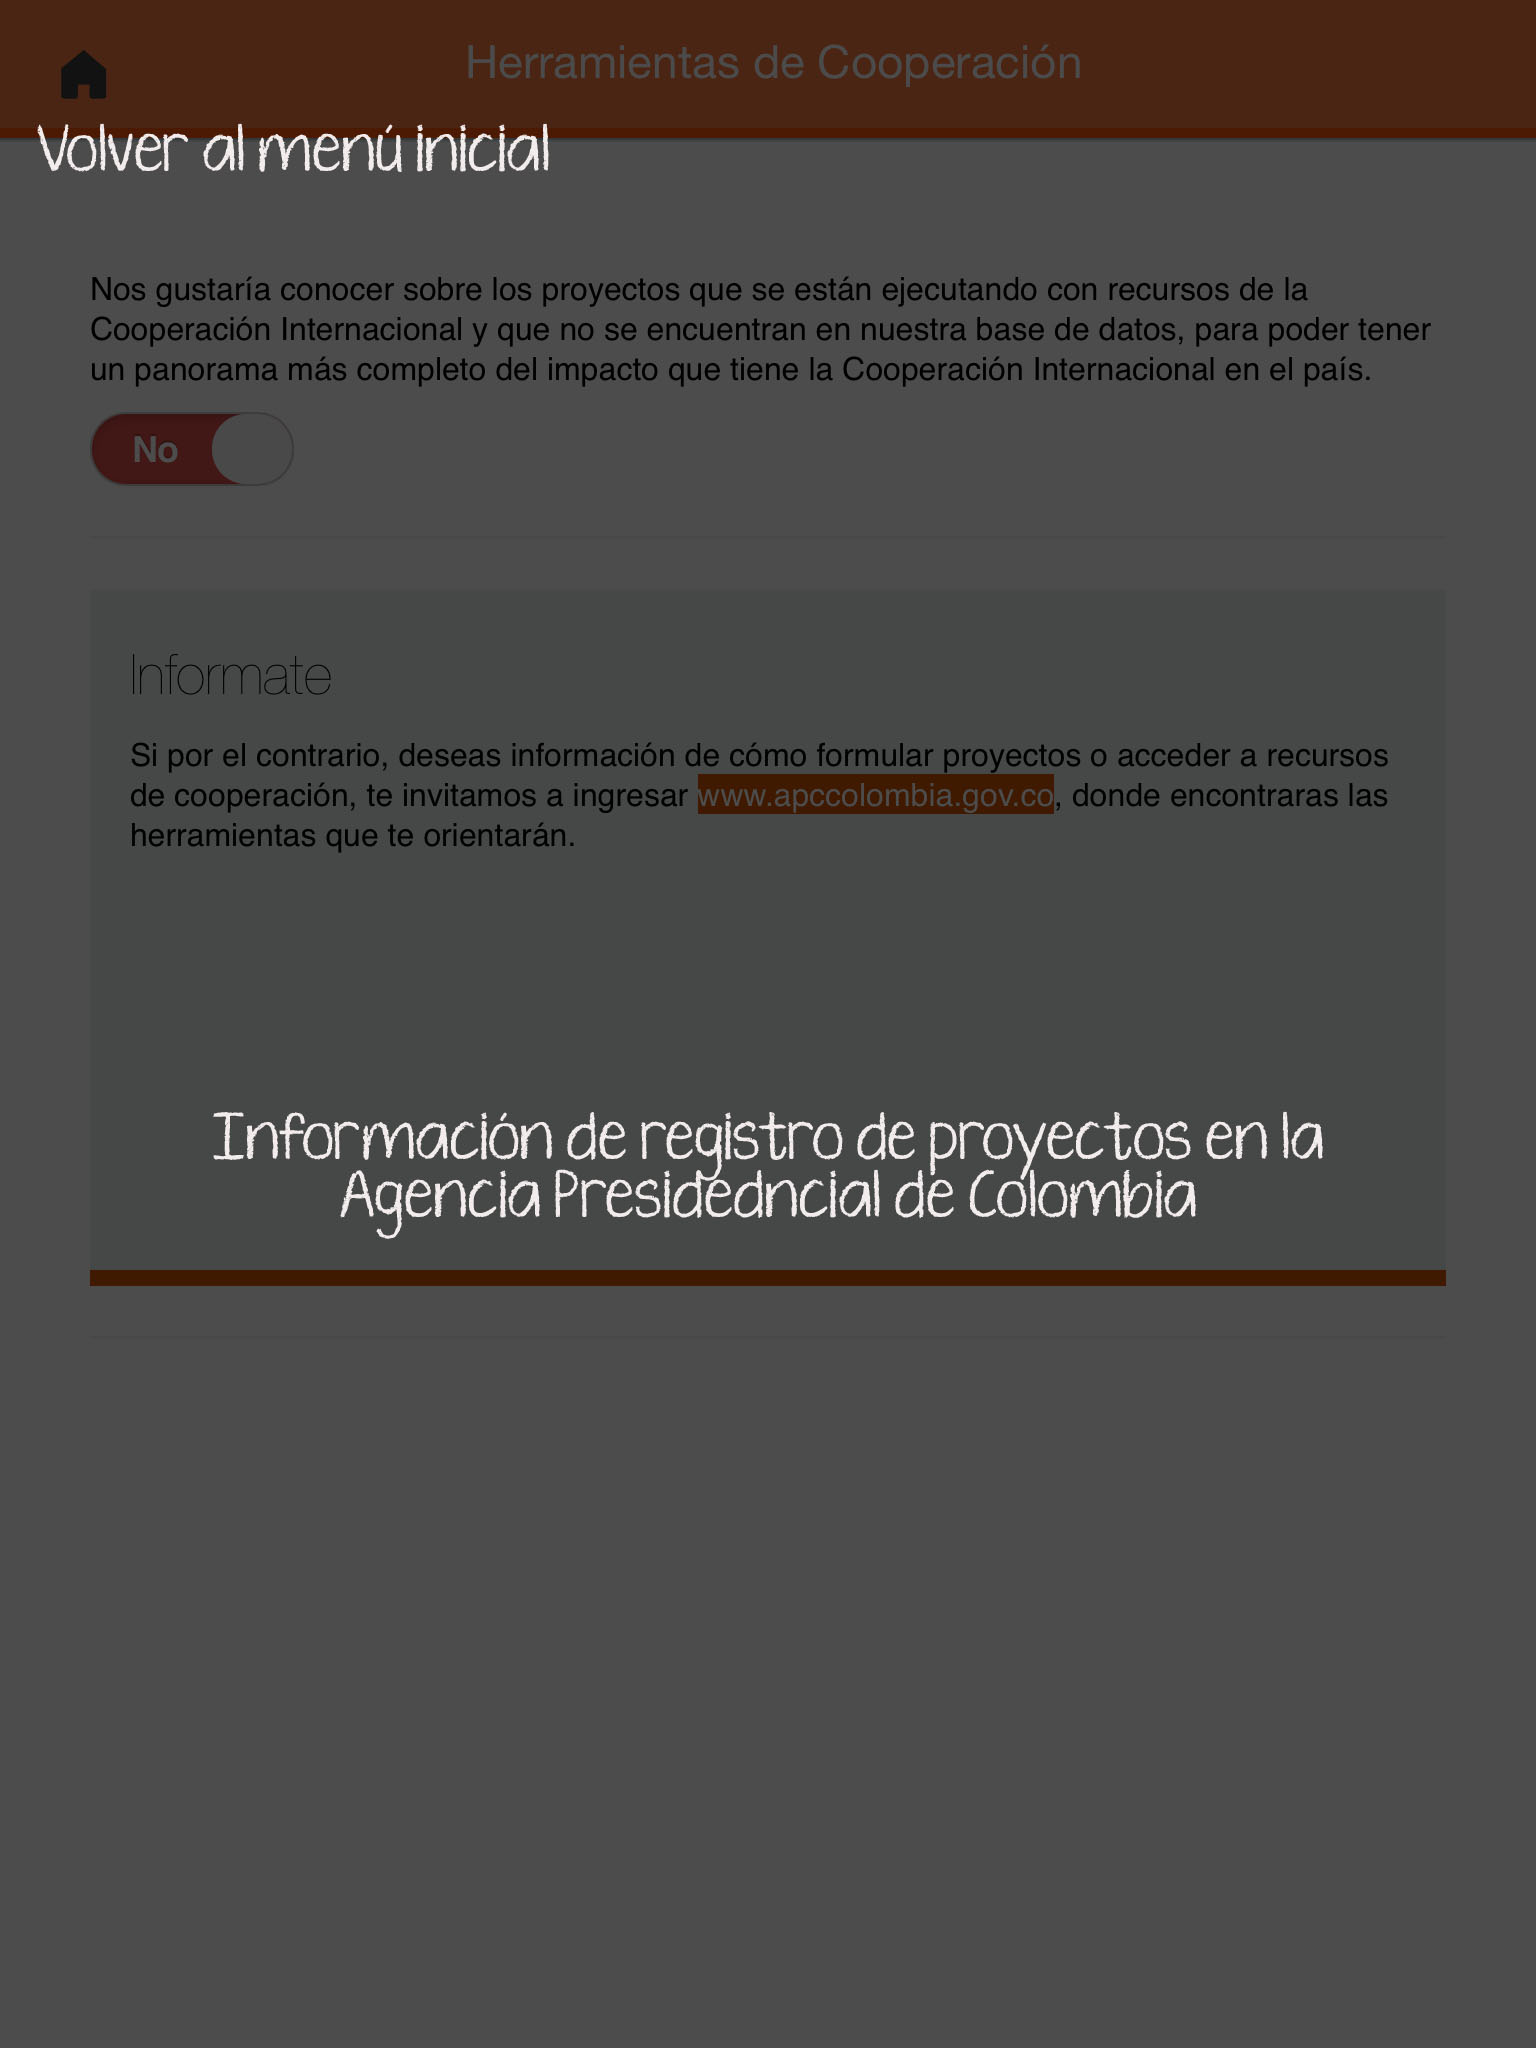 Herramientas de Cooperación
Volver al menú inicial
Nos gustaría conocer sobre los proyectos que se están ejecutando con recursos de la
Cooperación Internacional y que no se encuentran en nuestra base de datos, para poder tener
un panorama más completo del impacto que tiene la Cooperación Internacional en el país.
No
Informate
Si por el contrario, deseas información de cómo formular proyectos o acceder a recursos
de cooperación, te invitamos a ingresar www.apccolombia.gov.co, donde encontraras las
herramientas que te orientarán.
Información de registro de proyectos en la
Agencia Presidedncial de Colombia